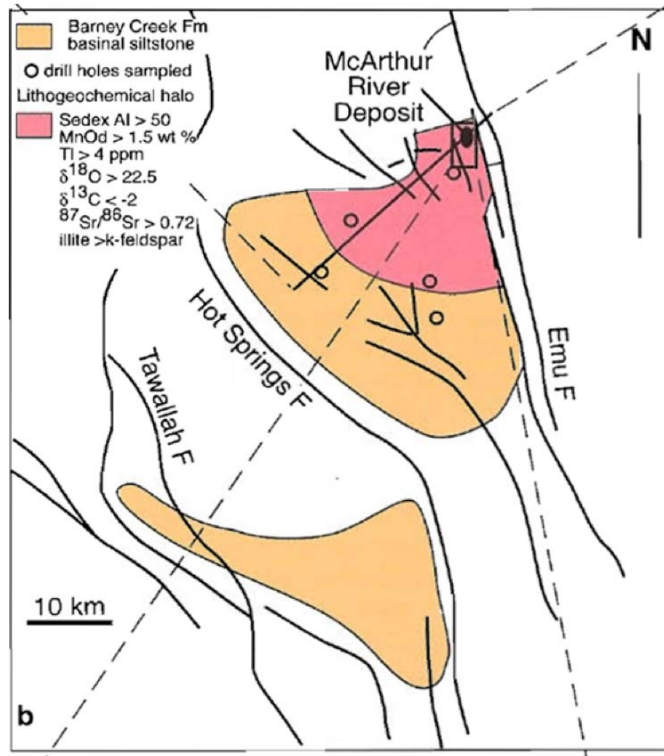 Barney Creek Fm
basinal siltstone
drill holes sampled
Lithogeochemical halo
Sedex AI > 50
MnOd > 1.5 wt %
Tl > 4 ppm
δ18O > 22.5
δ13C < -2
87Sr/86Sr > 0.72
illite >k-feldspar
McArthur
River
Deposit
N
Hot Springs F
Emu F
Tawallah F
10 km
b